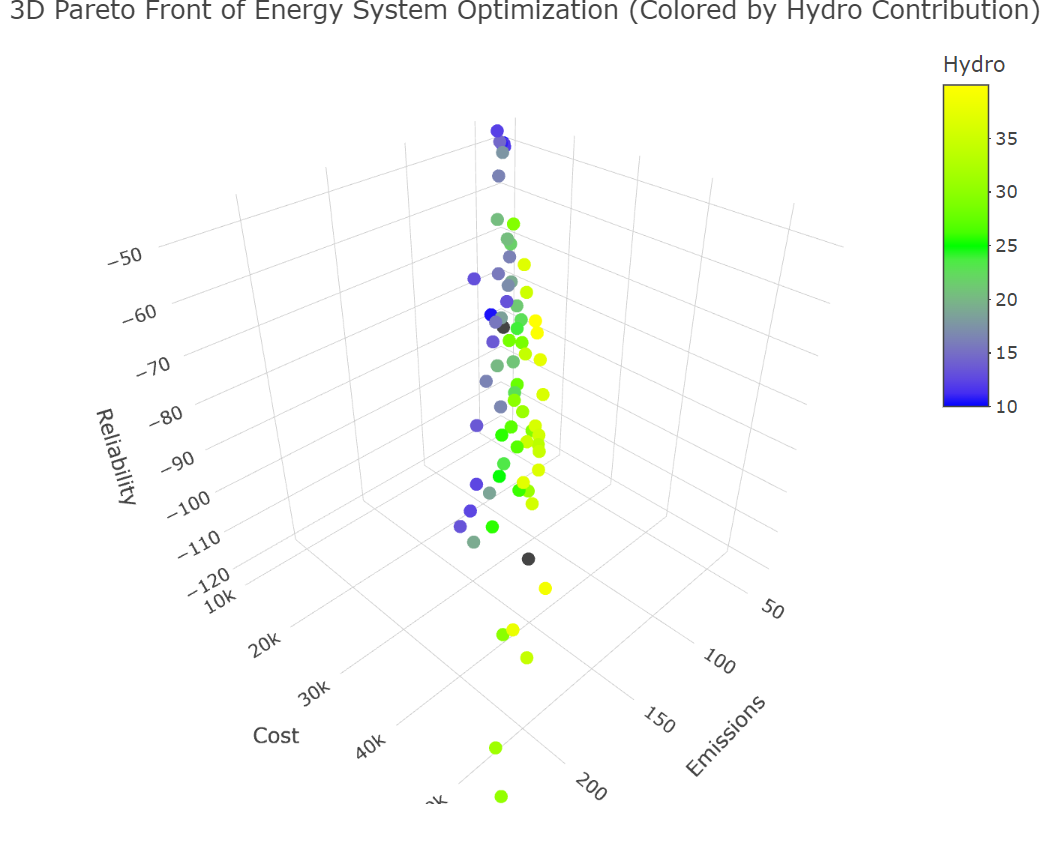 3D Pareto Front of Energy System Optimization (Colored by Hydro Contribution)
Hydro
35
30
25
20
15
10
−50
−60
−70
−80
−90
−100
−110
−120
Reliability
10k
20k
30k
40k
Cost
50
100
150
200
Emissions